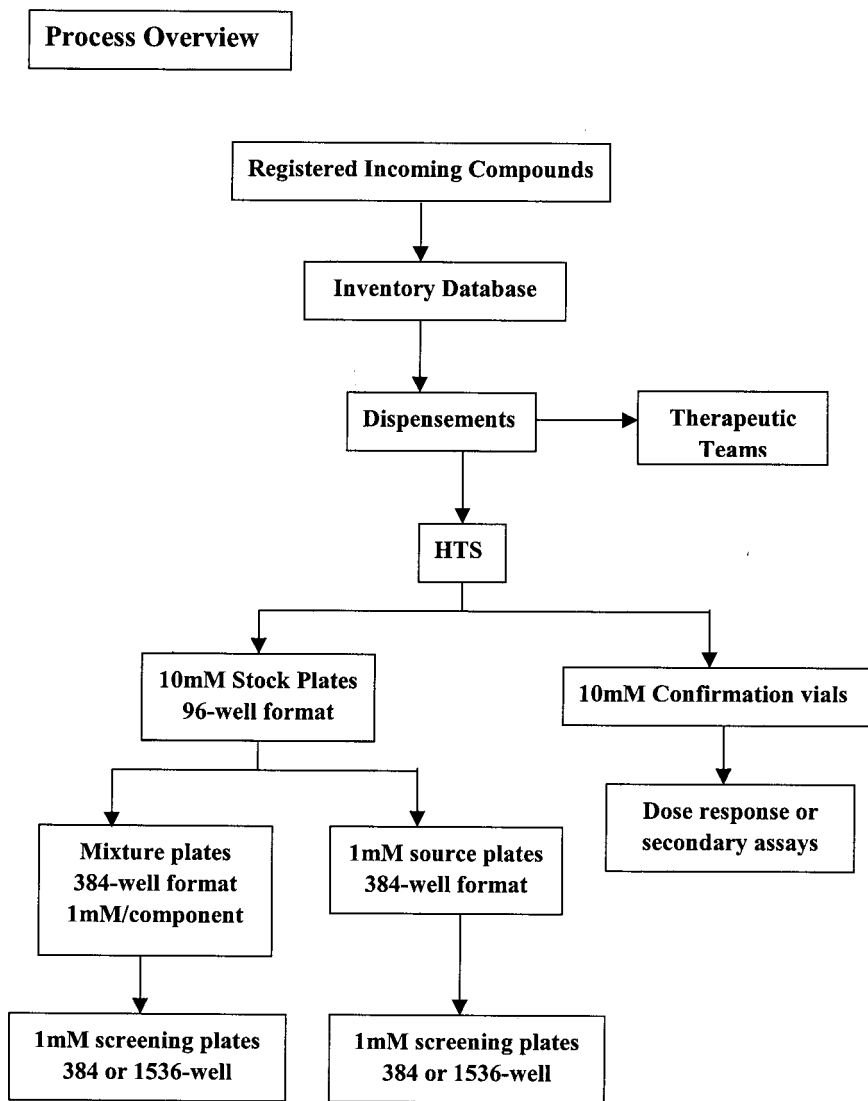 Process Overview
Registered Incoming Compounds
Inventory Database
Dispensements
Therapeutic
Teams
HTS
10mM Stock Plates
96-well format
10mM Confirmation vials
Mixture plates
384-well format
1mM/component
1mM source plates
384-well format
Dose response or
secondary assays
1mM screening plates
384 or 1536-well
1mM screening plates
384 or 1536-well